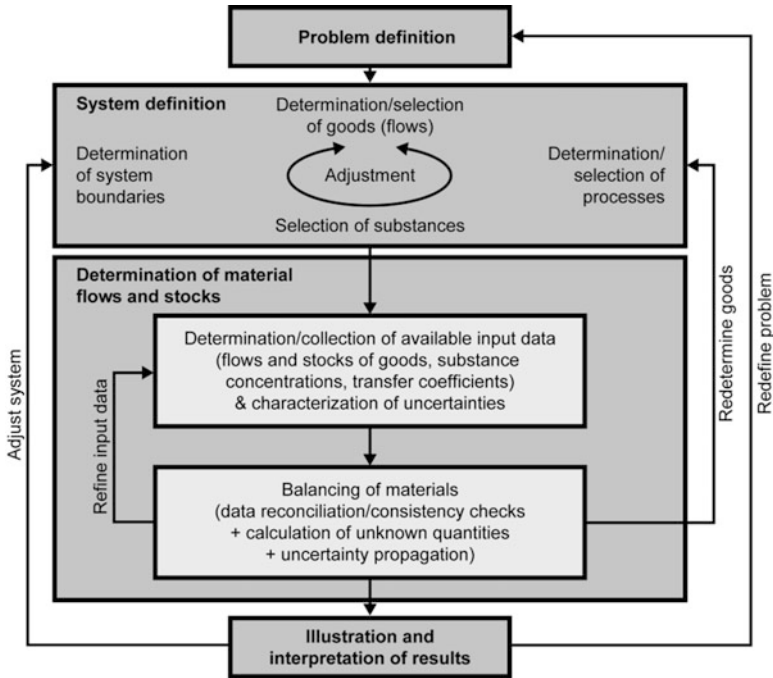 Problem definition
System definition
Determination/selection
of goods (flows)
Determination
of system
boundaries
Adjustment
Determination/
selection of
processes
Selection of substances
Determination of material
flows and stocks
Determination/collection of available input data
(flows and stocks of goods, substance
concentrations, transfer coefficients)
& characterization of uncertainties
Balancing of materials
(data reconciliation/consistency checks
+ calculation of unknown quantities
+ uncertainty propagation)
Illustration and
interpretation of results
Adjust system
Refine input data
Redetermine goods
Redefine problem